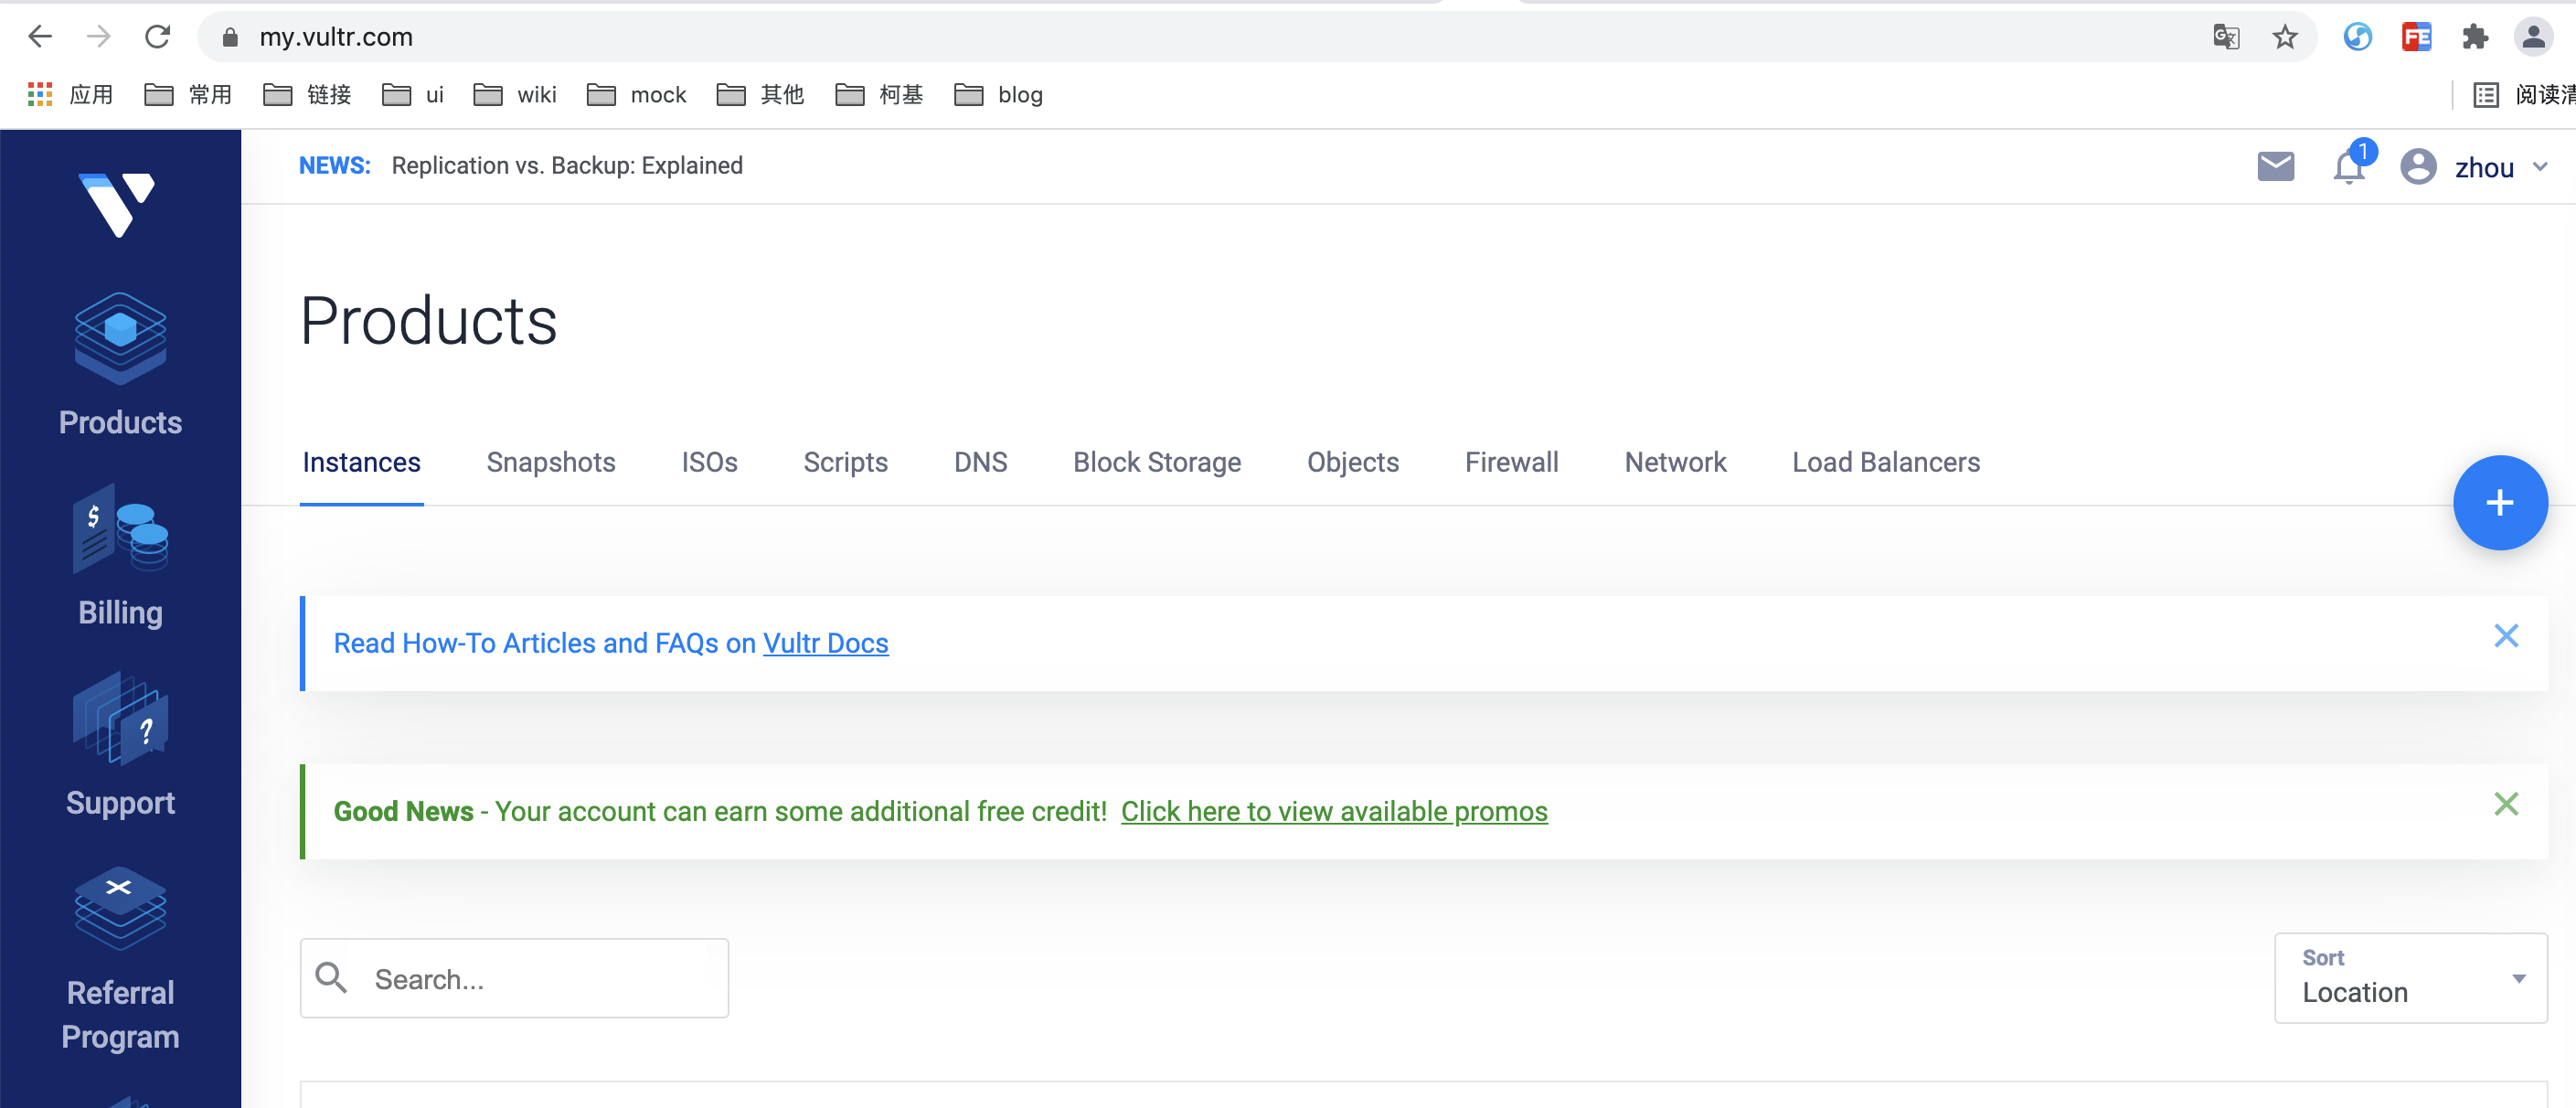 my.vultr.com
应用 常用 链接 ui wiki mock 其他 柯基 blog 阅读清
NEWS: Replication vs. Backup: Explained
1
zhou
Products
Products
Instances Snapshots ISOs Scripts DNS Block Storage Objects Firewall Network Load Balancers
+
$
Billing
Read How-To Articles and FAQs on Vultr Docs
?
Support
Good News - Your account can earn some additional free credit! Click here to view available promos
Referral
Program
Search...
Sort
Location
FE